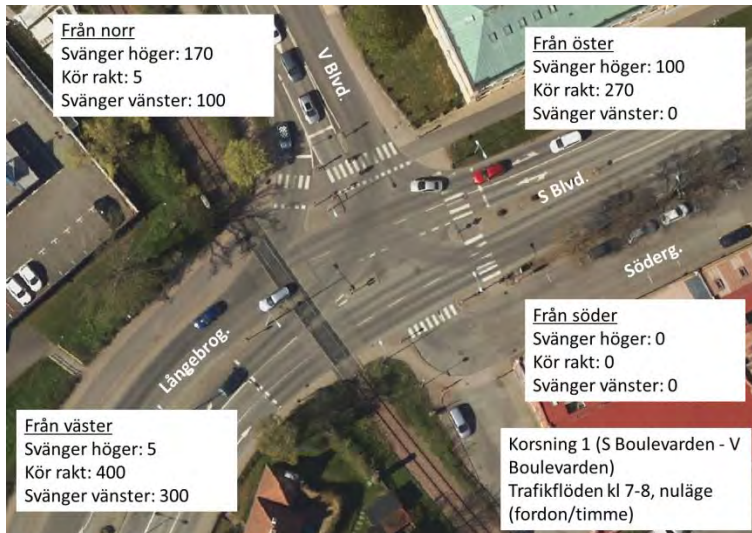 Från norr
Svänger höger: 170
Kör rakt: 5
Svänger vänster: 100
V Blvd.
Från öster
Svänger höger: 100
Kör rakt: 270
Svänger vänster: 0
S Blvd.
Söderg.
Långebrog.
Från söder
Svänger höger: 0
Kör rakt: 0
Svänger vänster: 0
Från väster
Svänger höger: 5
Kör rakt: 400
Svänger vänster: 300
Korsning 1 (S Boulevarden - V
Boulevarden)
Trafikflöden kl 7-8, nuläge
(fordon/timme)